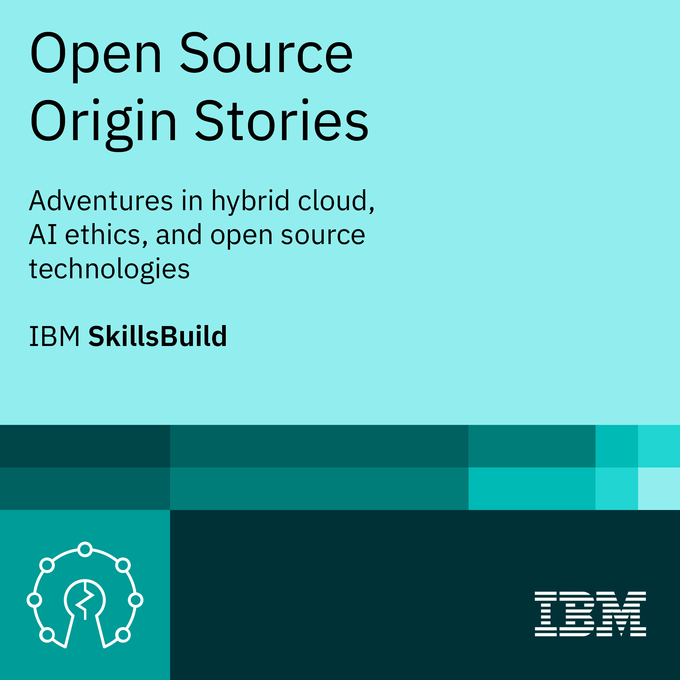 Open Source
Origin Stories
Adventures in hybrid cloud,
AI ethics, and open source
technologies
IBM SkillsBuild
IBM